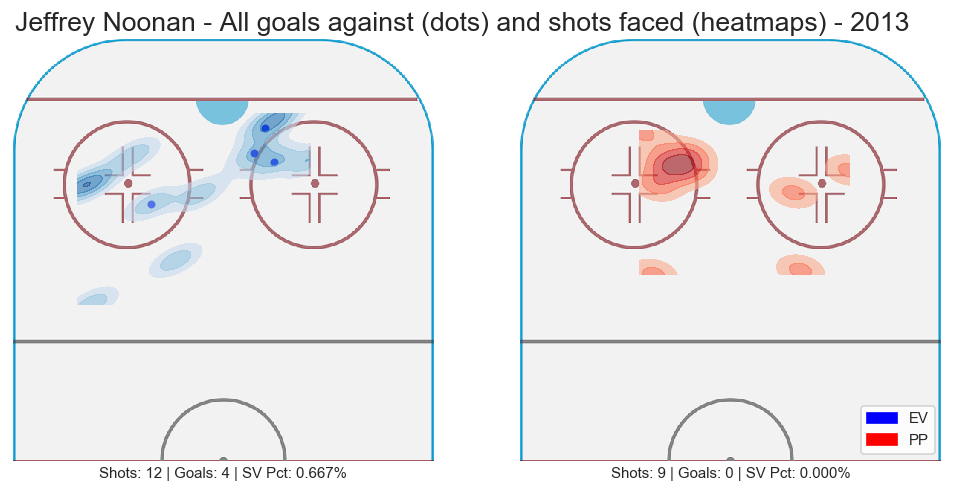 Jeffrey Noonan - All goals against (dots) and shots faced (heatmaps) - 2013
EV
PP
Shots: 12 | Goals: 4 | SV Pct: 0.667%
Shots: 9 | Goals: 0 | SV Pct: 0.000%